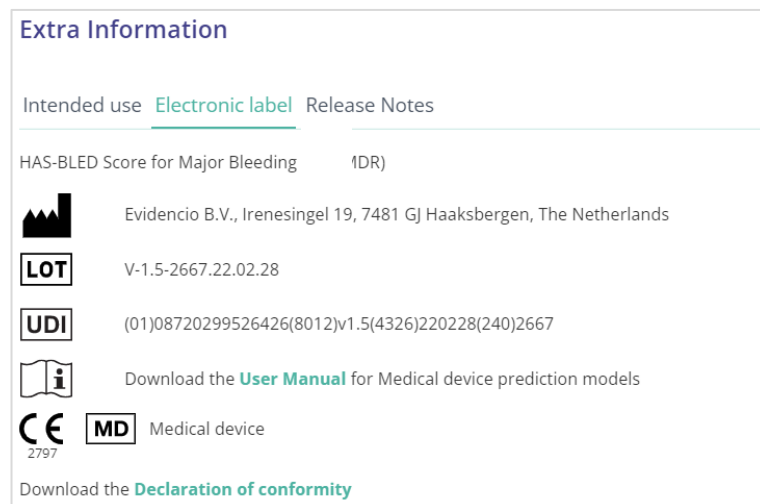 Extra Information
Intended use Electronic label Release Notes
HAS-BLED Score for Major Bleeding
Evidencio B.V., Irenesingel 19, 7481 GJ Haaksbergen, The Netherlands
LOT V-1.5-2667.22.02.28
UDI (01)08720299526426(8012)v1.5(4326)220228(240)2667
i Download the User Manual for Medical device prediction models
CE MD Medical device
2797
Download the Declaration of conformity